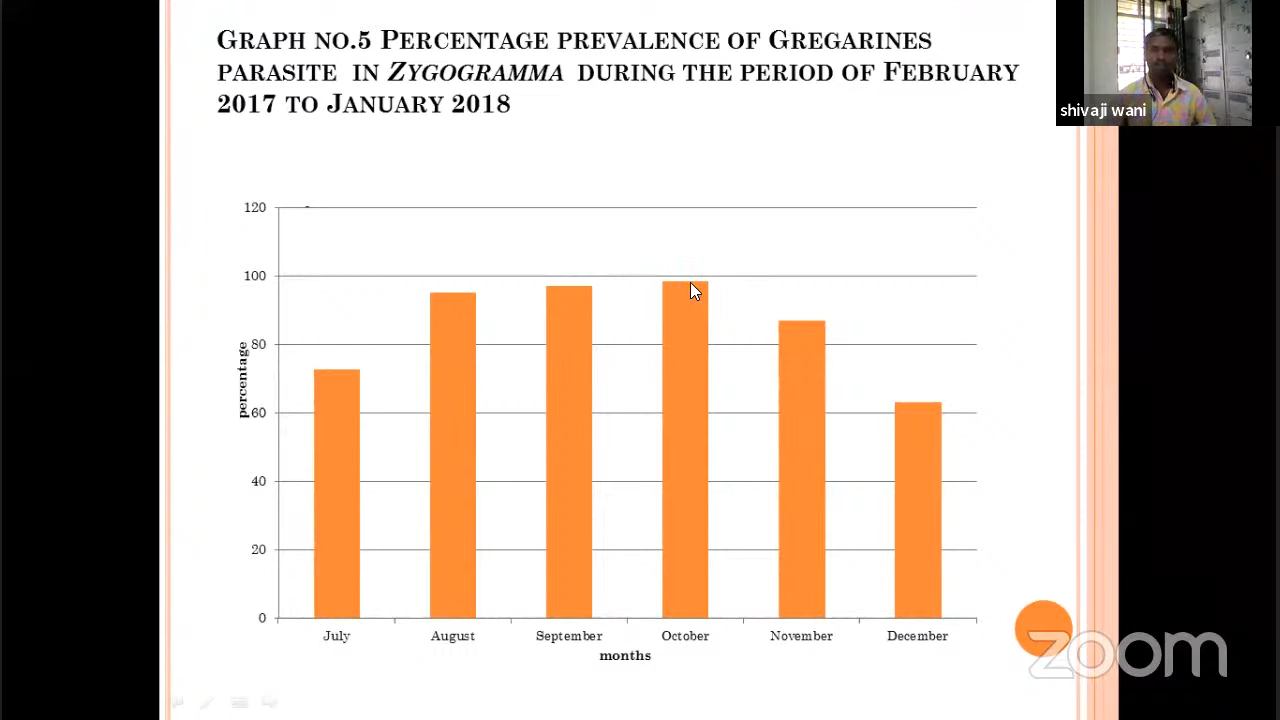 GRAPH NO.5 PERCENTAGE PREVALENCE OF GREGARINES
PARASITE IN ZYGOGRAMMA DURING THE PERIOD OF FEBRUARY
2017 TO JANUARY 2018
shivaji wani
120
100
80
60
40
20
0
percentage
July August September October November December
months
zoom